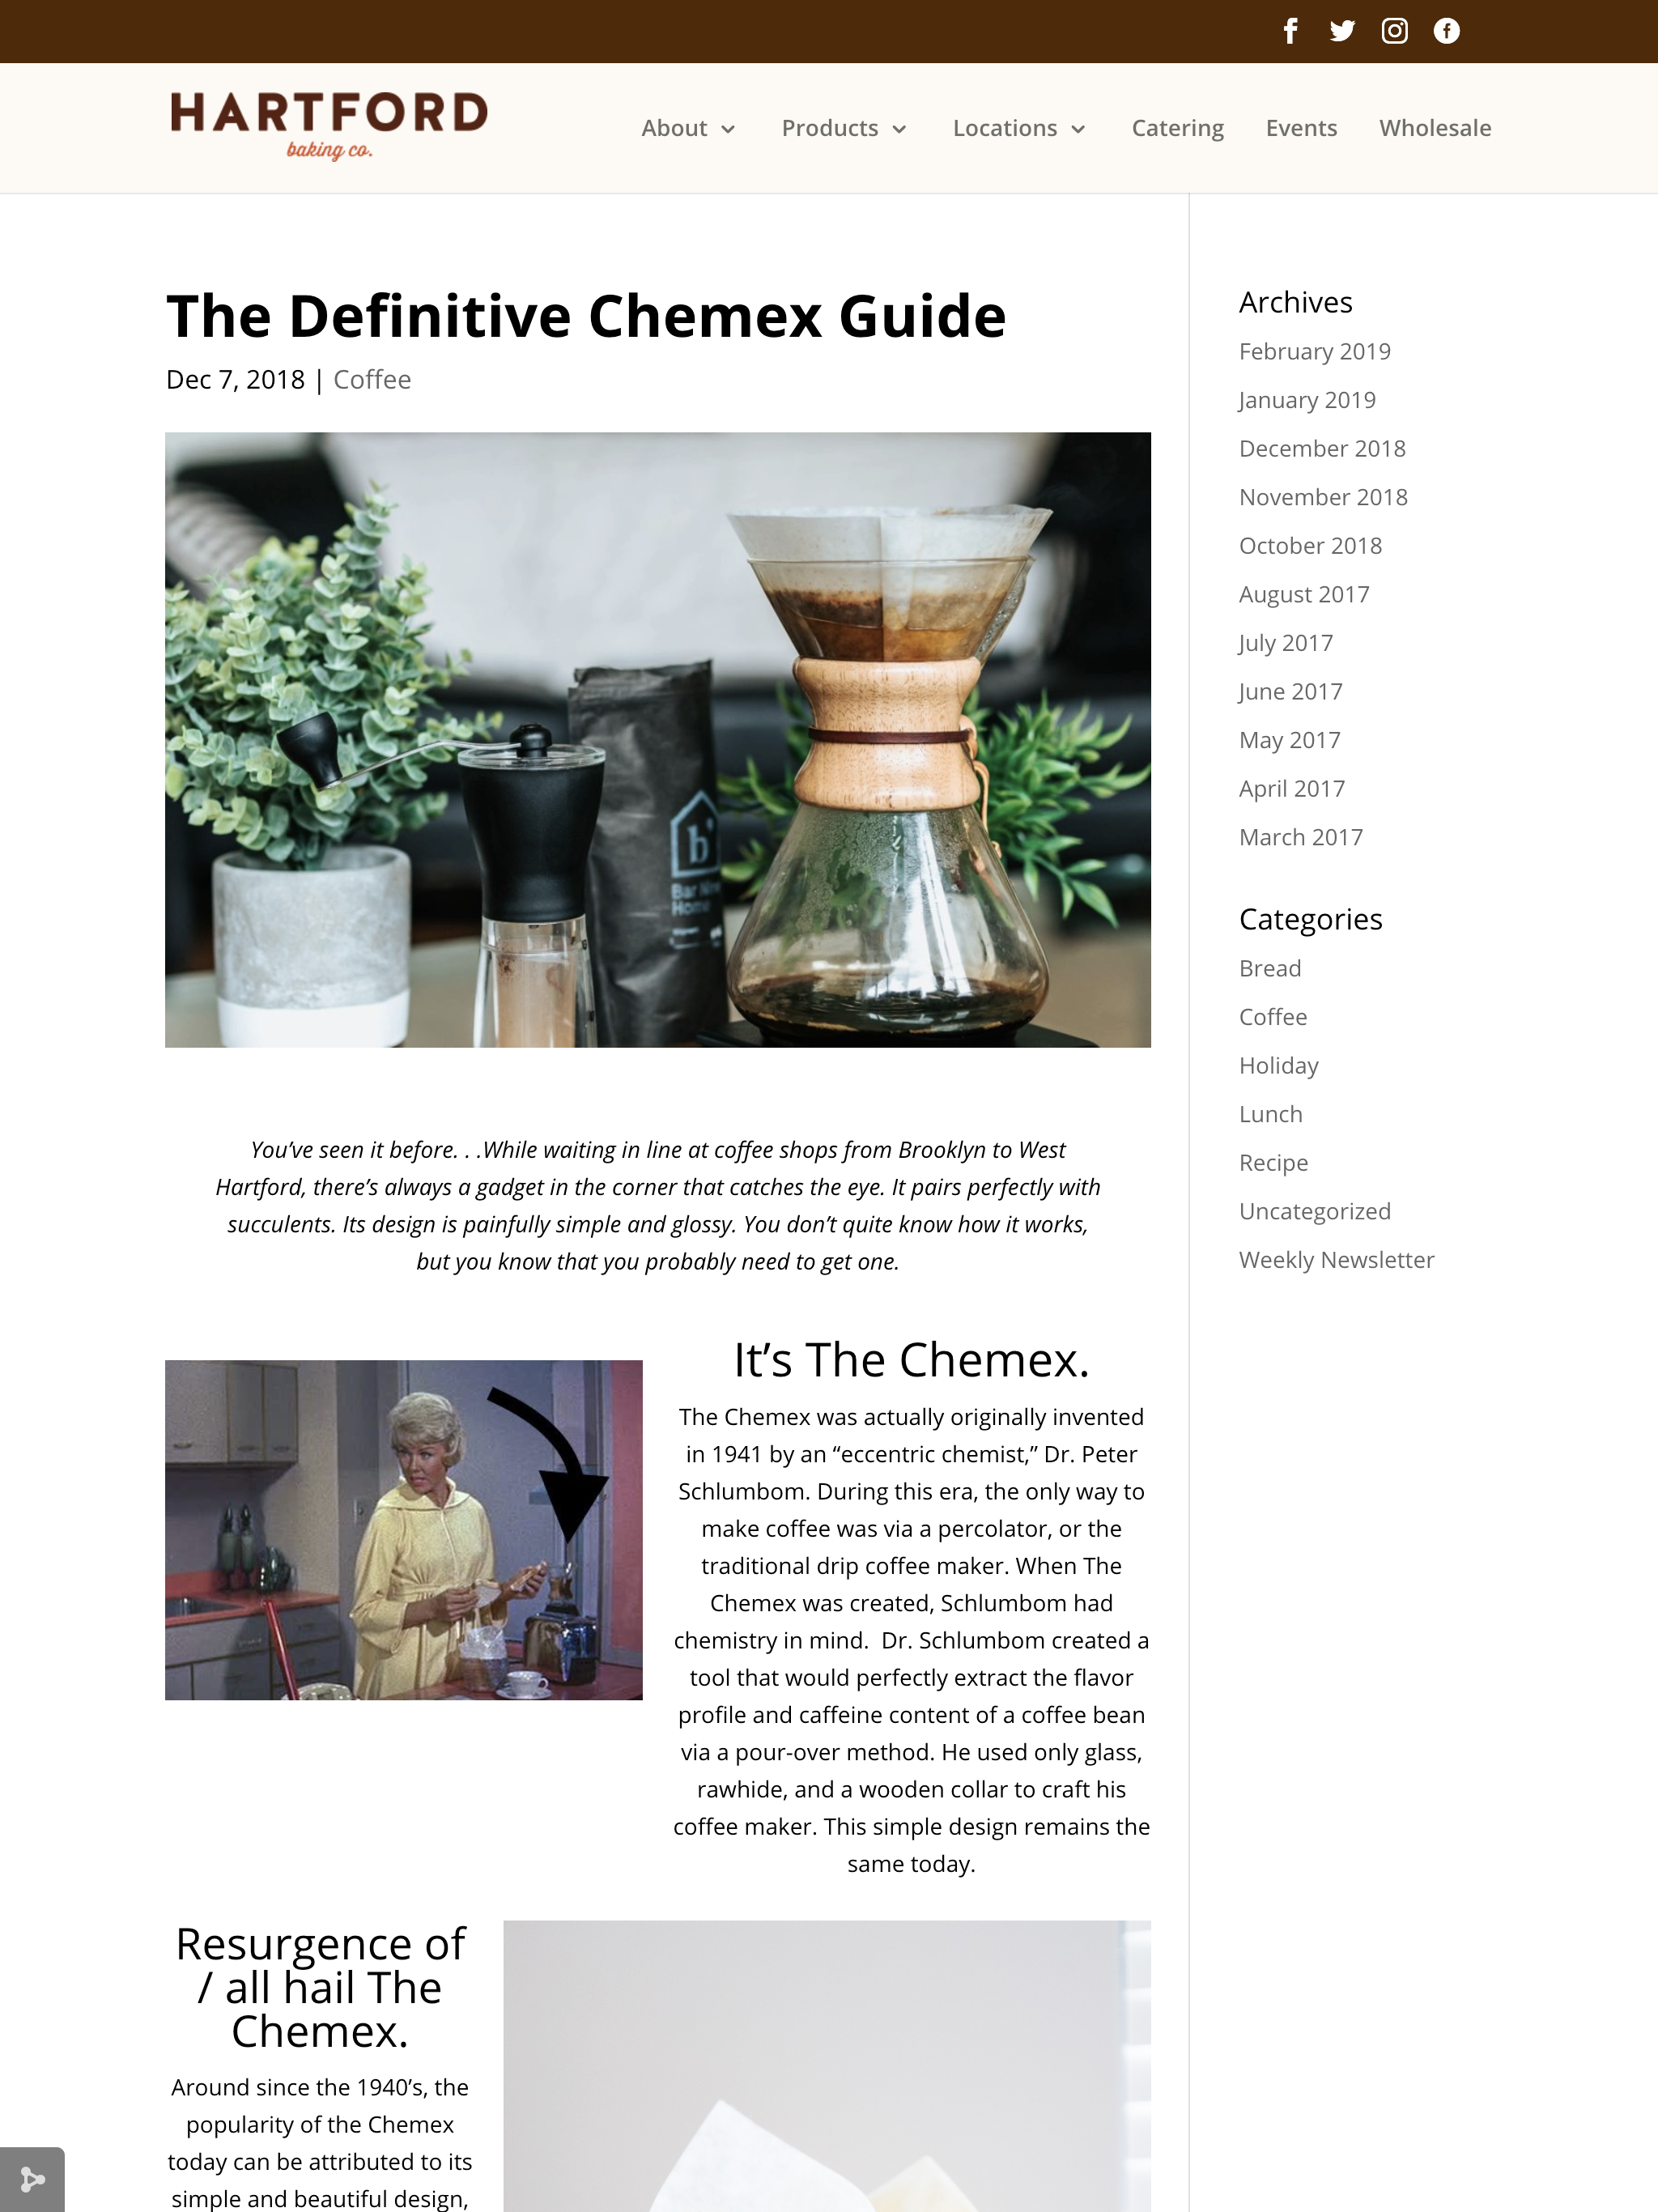 HARTFORD
baking co.
About
Products
Locations
Catering
Events
Wholesale
The Definitive Chemex Guide
Dec 7, 2018 | Coffee
b
Bar Nine
Home
You’ve seen it before. . .While waiting in line at coffee shops from Brooklyn to West
Hartford, there’s always a gadget in the corner that catches the eye. It pairs perfectly with
succulents. Its design is painfully simple and glossy. You don’t quite know how it works,
but you know that you probably need to get one.
It’s The Chemex.
The Chemex was actually originally invented
in 1941 by an “eccentric chemist,” Dr. Peter
Schlumbom. During this era, the only way to
make coffee was via a percolator, or the
traditional drip coffee maker. When The
Chemex was created, Schlumbom had
chemistry in mind.  Dr. Schlumbom created a
tool that would perfectly extract the flavor
profile and caffeine content of a coffee bean
via a pour-over method. He used only glass,
rawhide, and a wooden collar to craft his
coffee maker. This simple design remains the
same today.
Resurgence of
/ all hail The
Chemex.
Around since the 1940’s, the
popularity of the Chemex
today can be attributed to its
simple and beautiful design,
Archives
February 2019
January 2019
December 2018
November 2018
October 2018
August 2017
July 2017
June 2017
May 2017
April 2017
March 2017
Categories
Bread
Coffee
Holiday
Lunch
Recipe
Uncategorized
Weekly Newsletter